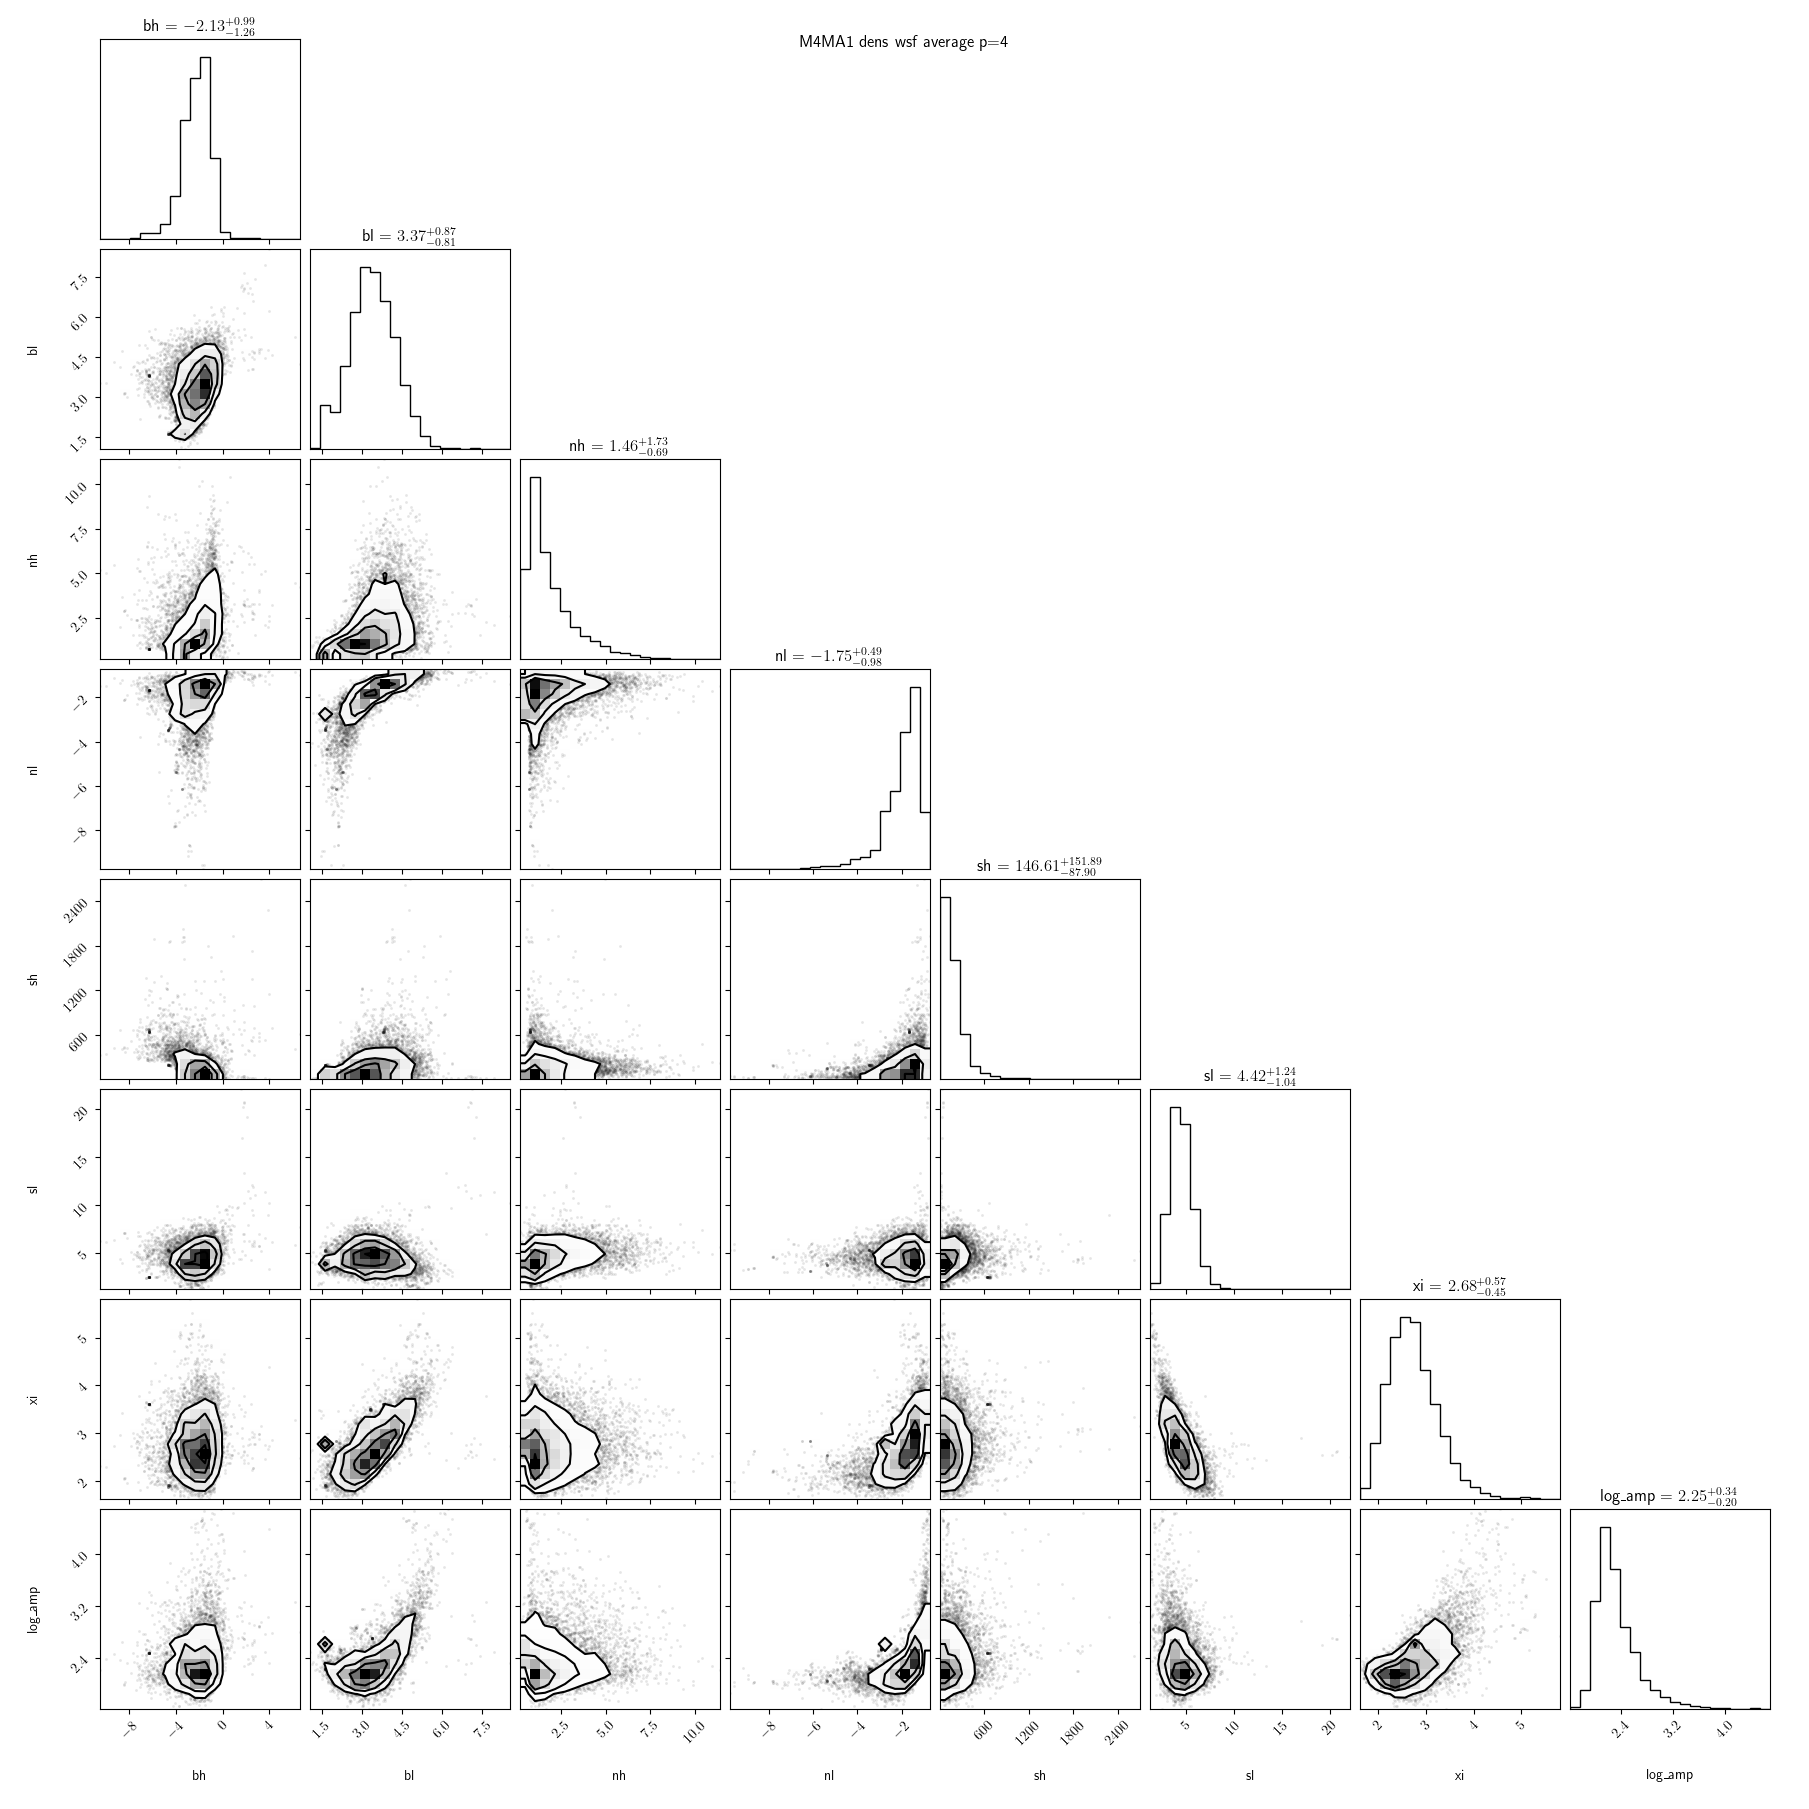 M4MA1 dens wsf average p=4
bh = −2.13+0.99−1.26
bl = 3.37+0.87−0.81
7.5
6.0
4.5
3.0
1.5
bl
nh = 1.46+1.73−0.69
10.0
7.5
5.0
2.5
nh
nl = −1.75+0.49−0.98
−2
−4
−6
−8
nl
sh = 146.61+151.89−87.90
2400
1800
1200
600
sh
sl = 4.42+1.24−1.04
20
15
10
5
sl
xi = 2.68+0.57−0.45
5
4
3
2
xi
log_amp = 2.25+0.34−0.20
4.0
3.2
2.4
log_amp
−8 −4 0 4 1.5 3.0 4.5 6.0 7.5 2.5 5.0 7.5 10.0 −8 −6 −4 −2 600 1200 1800 2400 5 10 15 20 2 3 4 5 2.4 3.2 4.0
bh bl nh nl sh sl xi log_amp